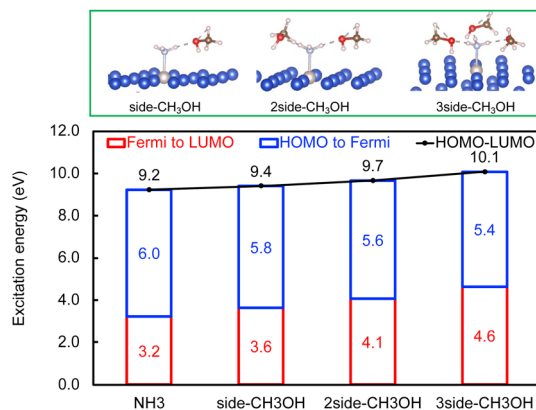 side-CH₃OH 2side-CH₃OH 3side-CH₃OH
12.0 Fermi to LUMO HOMO to Fermi HOMO-LUMO
9.2 9.4 9.7 10.1
10.0
8.0
6.0 5.8 5.6 5.4
6.0
4.0
3.2 3.6 4.1 4.6
2.0
0.0
NH3 side-CH3OH 2side-CH3OH 3side-CH3OH
Excitation energy (eV)